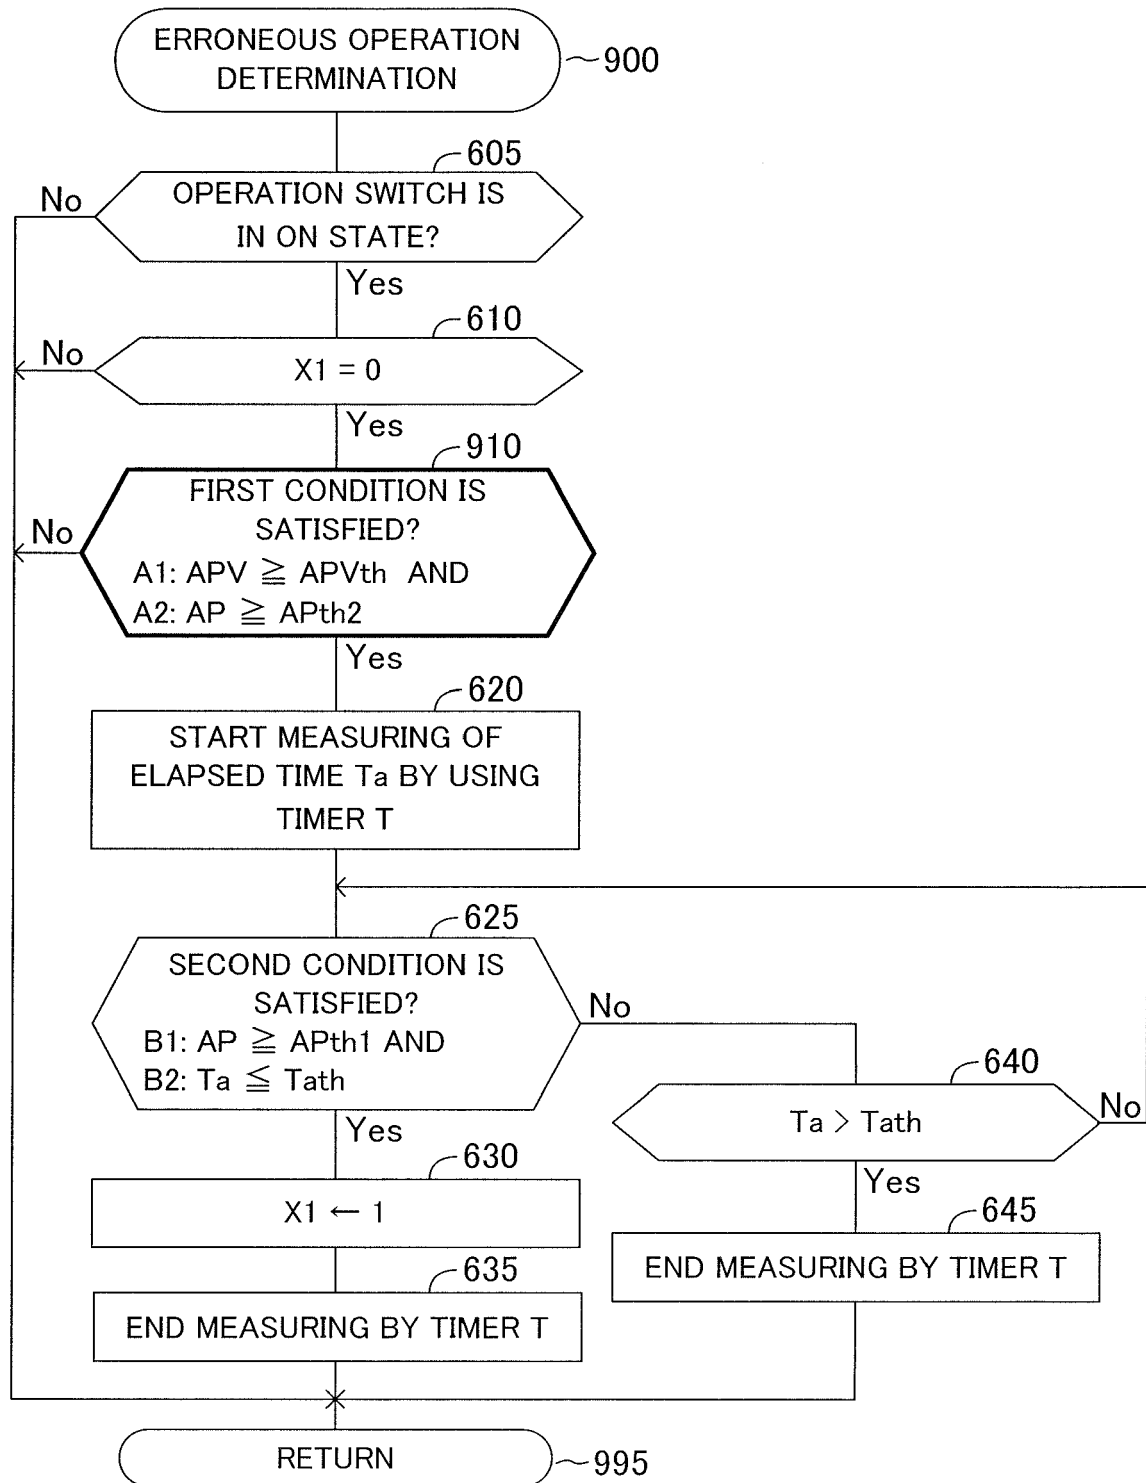 ERRONEOUS OPERATION
DETERMINATION
900
605
OPERATION SWITCH IS
IN ON STATE?
No
Yes
610
X1 = 0
No
Yes
910
FIRST CONDITION IS
SATISFIED?
A1: APV ≧ APVth AND
A2: AP ≧ APth2
No
Yes
620
START MEASURING OF
ELAPSED TIME Ta BY USING
TIMER T
625
SECOND CONDITION IS
SATISFIED?
B1: AP ≧ APth1 AND
B2: Ta ≦ Tath
No
Yes
640
Ta > Tath
No
Yes
630
X1 ← 1
645
END MEASURING BY TIMER T
635
END MEASURING BY TIMER T
RETURN
995